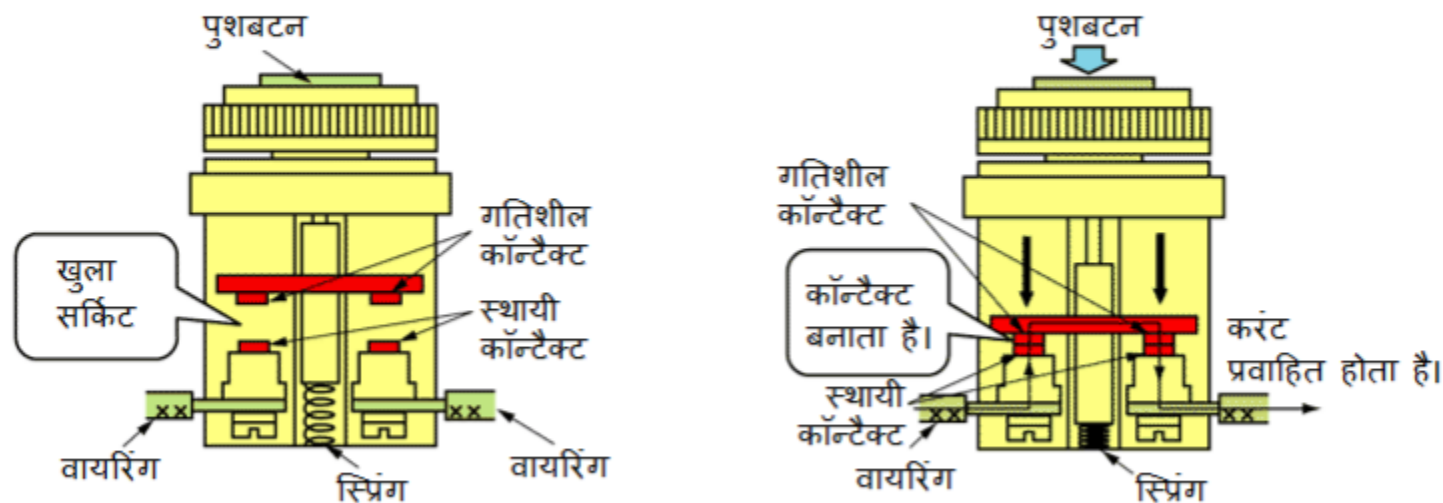 पुशबटन
गतिशील
कॉन्टैक्ट
खुला
सर्किट
स्थायी
कॉन्टैक्ट
वायरिंग
स्प्रिंग
वायरिंग
पुशबटन
गतिशील
कॉन्टैक्ट
कॉन्टैक्ट
बनाता है।
करंट
प्रवाहित होता है।
स्थायी
कॉन्टैक्ट
वायरिंग
स्प्रिंग